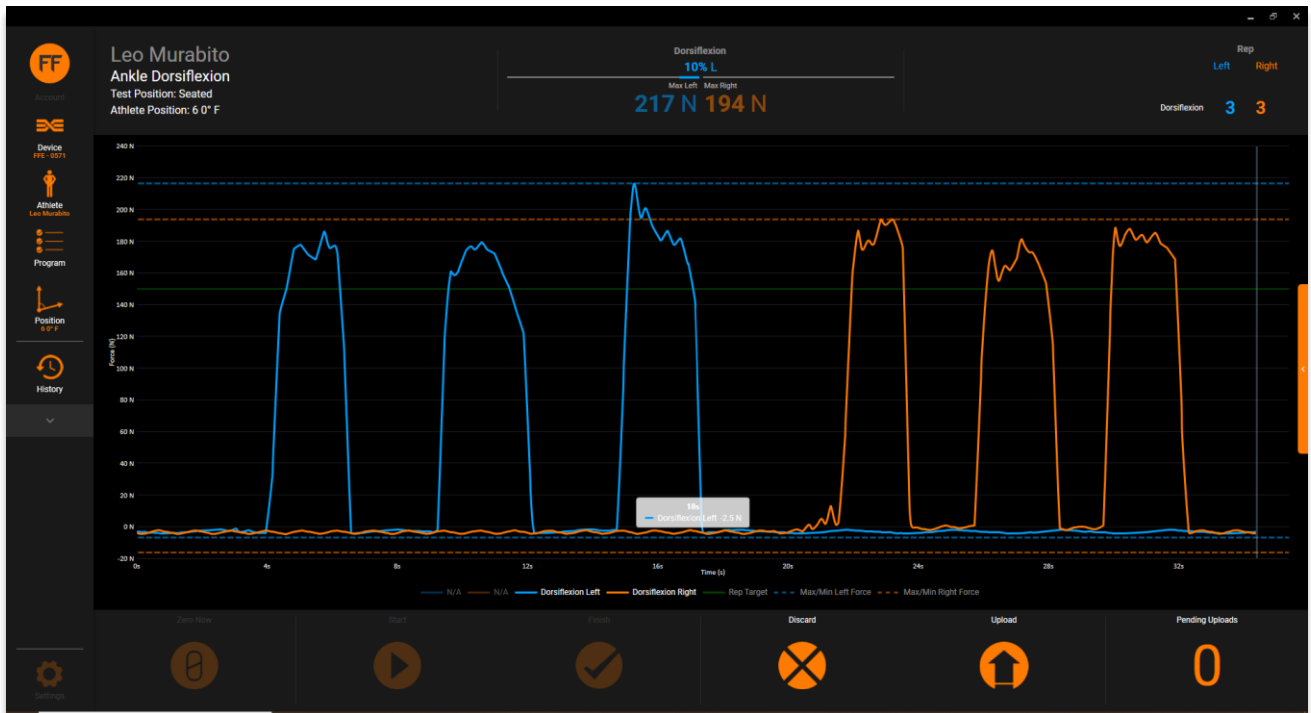 FF
Account
Device
FFE - 0571
Athlete
Leo Murabito
Program
Position
6 0° F
History
Settings
Leo Murabito
Ankle Dorsiflexion
Test Position: Seated
Athlete Position: 6 0° F
Dorsiflexion
10% L
Max Left Max Right
217 N 194 N
Rep
Left Right
Dorsiflexion 3 3
240 N
220 N
200 N
180 N
160 N
140 N
120 N
100 N
80 N
60 N
40 N
20 N
0 N
-20 N
Force (N)
18s
Dorsiflexion Left -2.5 N
0s 4s 8s 12s 16s 20s 24s 28s 32s
Time (s)
N/A N/A Dorsiflexion Left Dorsiflexion Right Rep Target Max/Min Left Force Max/Min Right Force
Zero Now Start Finish Discard Upload Pending Uploads
0 0